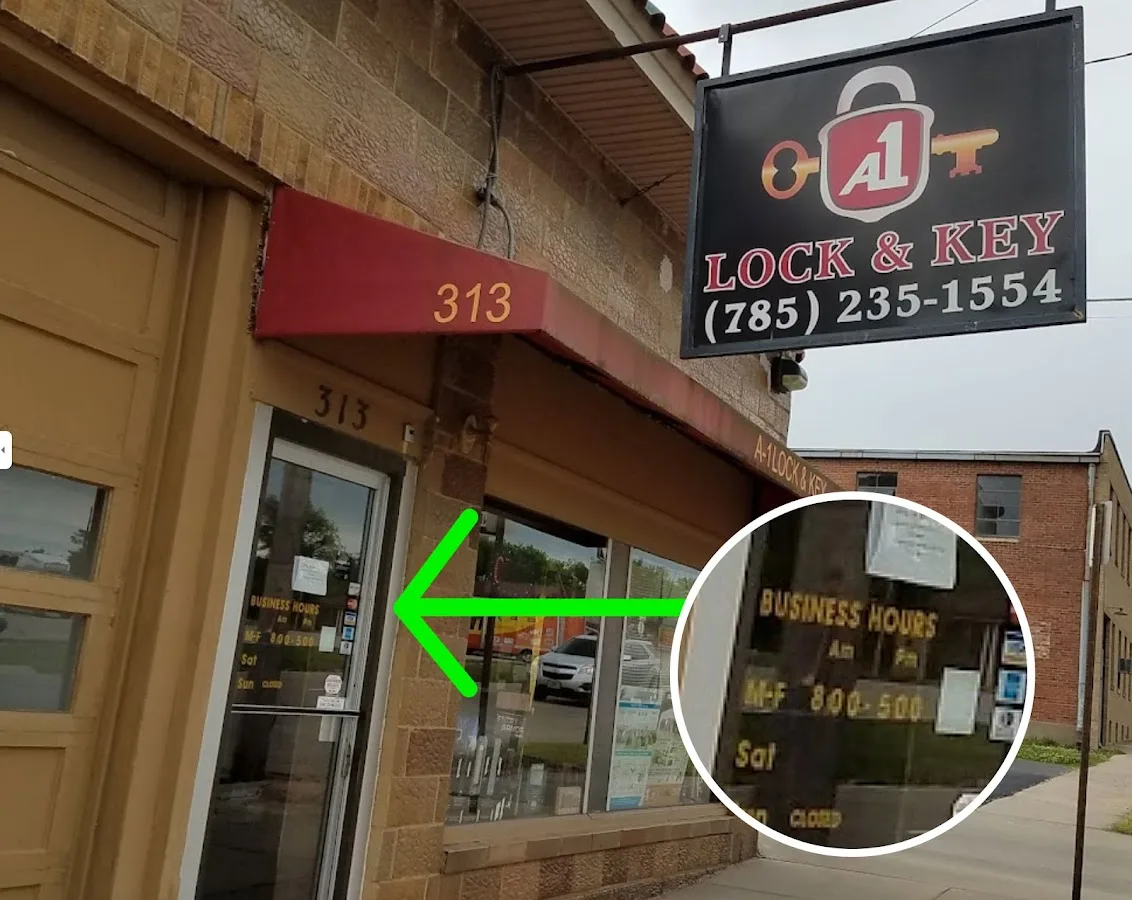 A1
LOCK & KEY
(785) 235-1554
313
A-1 LOCK & KEY
313
BUSINESS HOURS
Am Pm
M-F 800-500
Sat
Sun CLOSED
BUSINESS HOURS
Am Pm
M-F 800-500
Sat
CLOSED